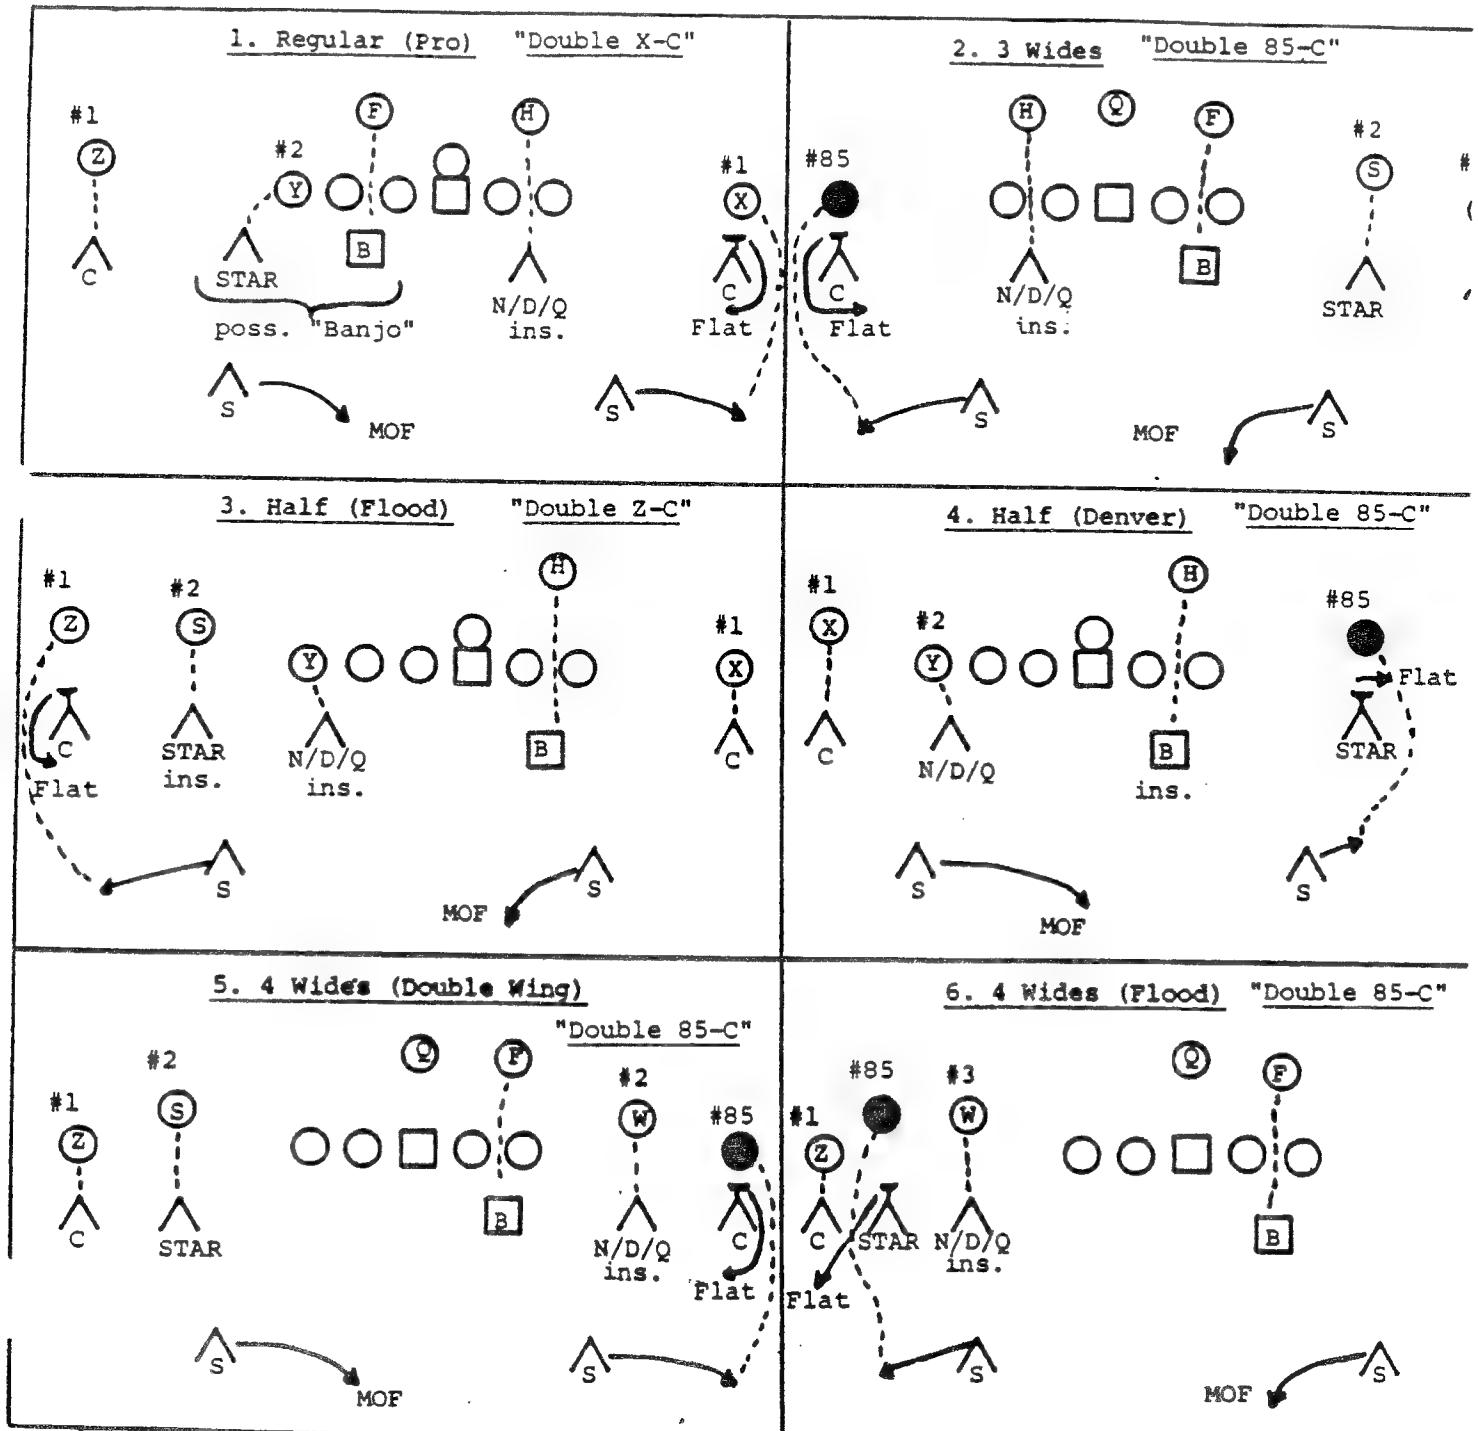 1. Regular (Pro) "Double X-C"
#1
Z
F
H
#2
Y
#1
X
C
STAR
B
N/D/Q
ins.
C
Flat
poss. "Banjo"
S
MOF
S
2. 3 Wides "Double 85-C"
#85
H
Q
F
#2
S
#
C
Flat
N/D/Q
ins.
B
STAR
S
MOF
S
3. Half (Flood) "Double Z-C"
#1
Z
#2
S
H
Y
#1
X
C
Flat
STAR
ins.
N/D/Q
ins.
B
C
S
MOF
S
4. Half (Denver) "Double 85-C"
#1
X
#2
Y
H
#85
Flat
C
N/D/Q
B
ins.
STAR
S
MOF
S
5. 4 Wides (Double Wing)
"Double 85-C"
#1
Z
#2
S
Q
F
#2
W
#85
C
STAR
B
N/D/Q
ins.
C
Flat
S
MOF
S
6. 4 Wides (Flood) "Double 85-C"
#1
Z
#85
#3
W
Q
F
C
STAR
N/D/Q
ins.
B
Flat
S
MOF
S